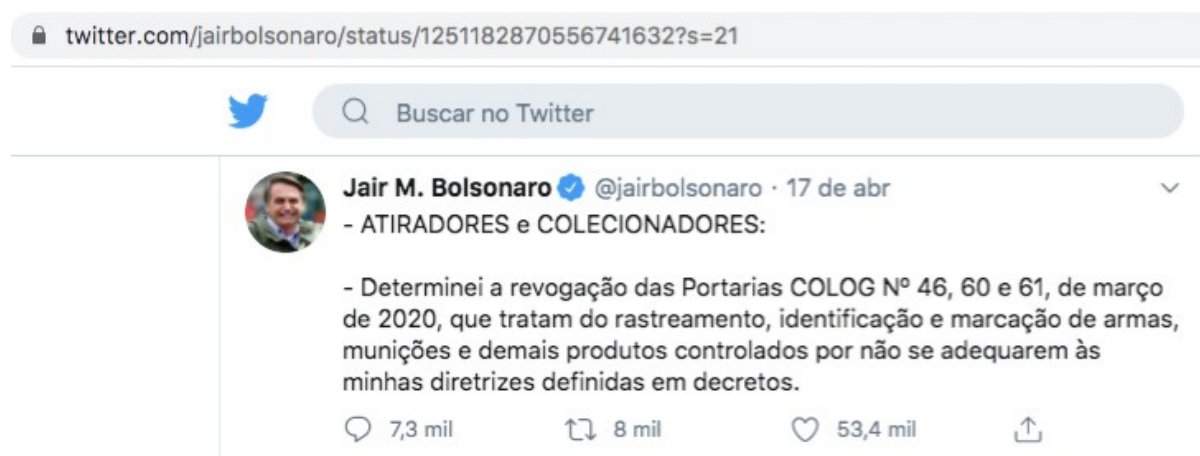 twitter.com/jairbolsonaro/status/1251182870556741632?s=21
Buscar no Twitter
Jair M. Bolsonaro @jairbolsonaro · 17 de abr
- ATIRADORES e COLECIONADORES:
- Determinei a revogação das Portarias COLOG Nº 46, 60 e 61, de março
de 2020, que tratam do rastreamento, identificação e marcação de armas,
munições e demais produtos controlados por não se adequarem às
minhas diretrizes definidas em decretos.
7,3 mil 8 mil 53,4 mil